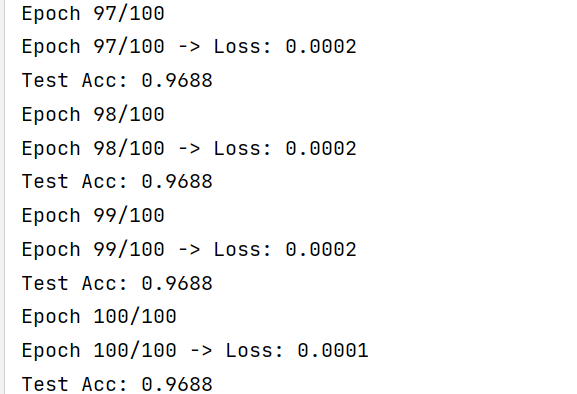 Epoch 97/100
Epoch 97/100 -> Loss: 0.0002
Test Acc: 0.9688
Epoch 98/100
Epoch 98/100 -> Loss: 0.0002
Test Acc: 0.9688
Epoch 99/100
Epoch 99/100 -> Loss: 0.0002
Test Acc: 0.9688
Epoch 100/100
Epoch 100/100 -> Loss: 0.0001
Test Acc: 0.9688